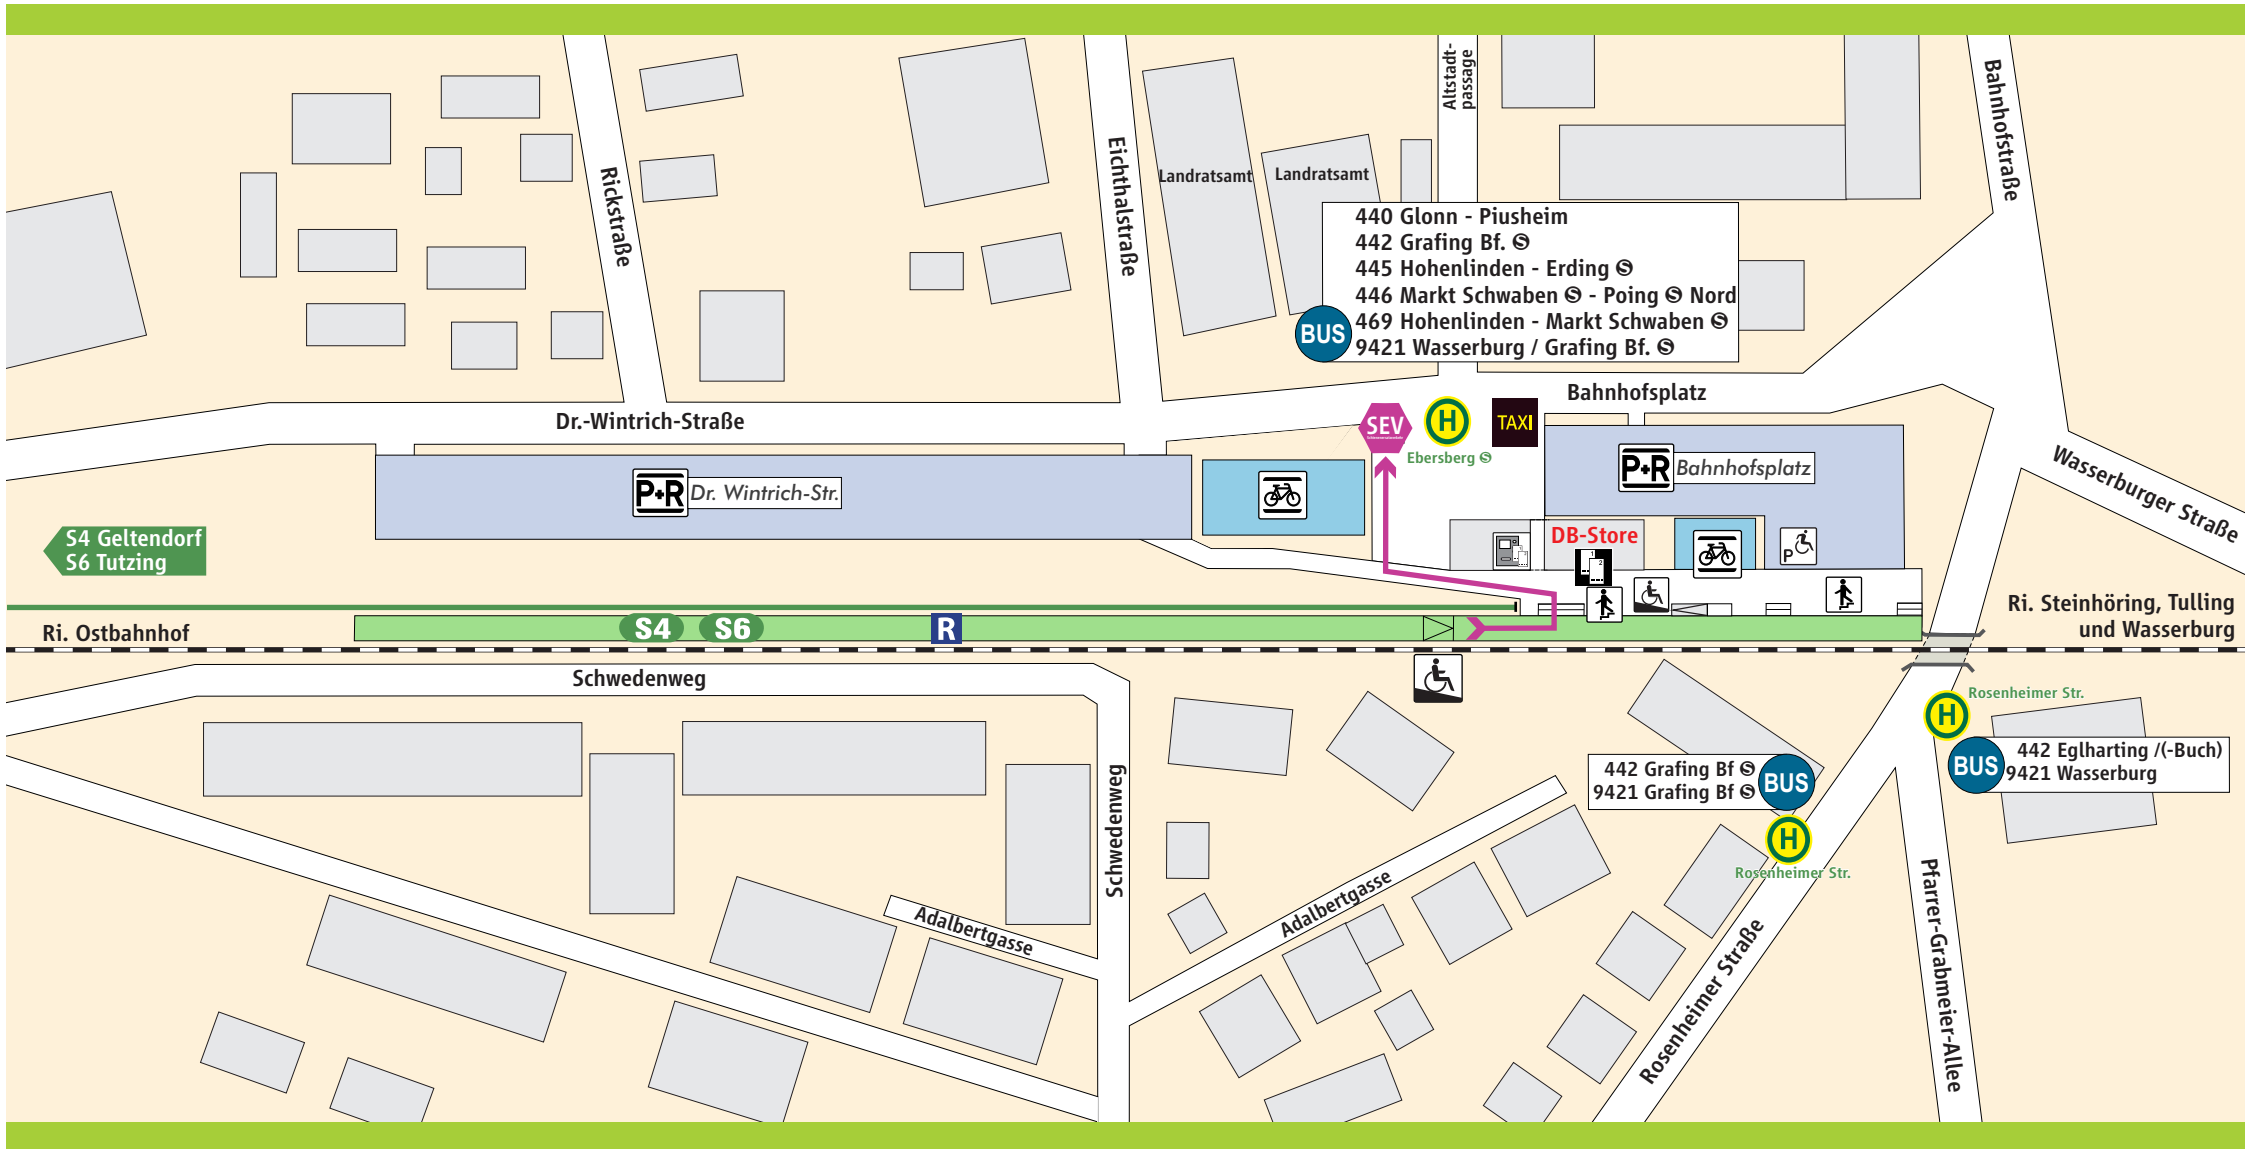 Altstadt-
passage
Bahnhofstraße
Rickstraße
Eichthalstraße
Landratsamt
Landratsamt
440 Glonn - Piusheim
442 Grafing Bf. S
445 Hohenlinden - Erding S
446 Markt Schwaben S - Poing S Nord
469 Hohenlinden - Markt Schwaben S
9421 Wasserburg / Grafing Bf. S
BUS
Bahnhofsplatz
Dr.-Wintrich-Straße
SEV
H
TAXI
Ebersberg S
P+R Dr. Wintrich-Str.
P+R Bahnhofsplatz
Wasserburger Straße
S4 Geltendorf
S6 Tutzing
DB-Store
P
1
2
Ri. Ostbahnhof
S4
S6
R
Ri. Steinhöring, Tulling
und Wasserburg
Schwedenweg
Rosenheimer Str.
H
BUS
442 Eglharting /(-Buch)
9421 Wasserburg
442 Grafing Bf S
9421 Grafing Bf S
BUS
H
Rosenheimer Str.
Schwedenweg
Adalbertgasse
Adalbertgasse
Rosenheimer Straße
Pfarrer-Grabmeier-Allee